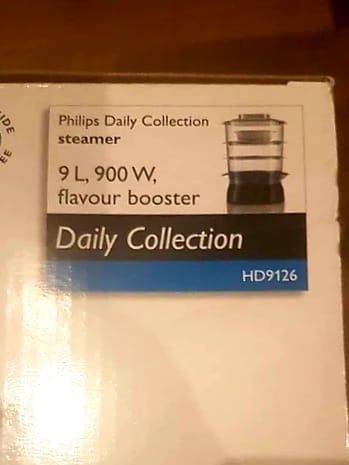 Philips Daily Collection
steamer
9 L, 900 W,
flavour booster
Daily Collection
HD9126